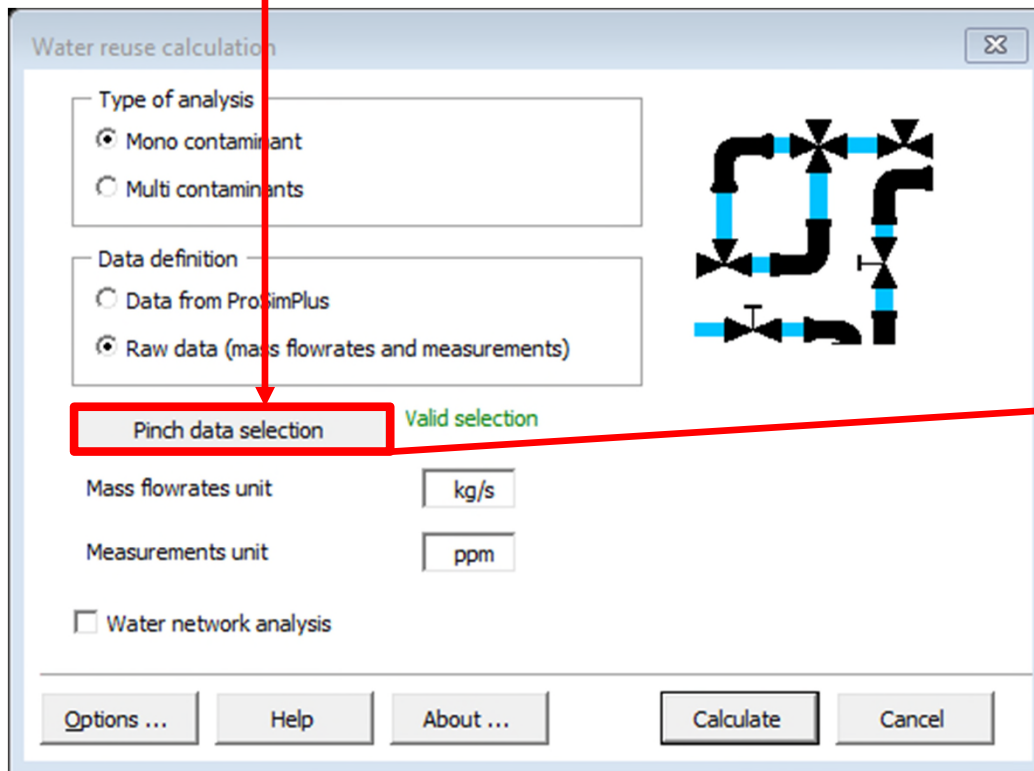 Water reuse calculation
Type of analysis
Mono contaminant
Multi contaminants
Data definition
Data from ProSimPlus
Raw data (mass flowrates and measurements)
Pinch data selection
Valid selection
Mass flowrates unit
kg/s
Measurements unit
ppm
Water network analysis
Options ...
Help
About ...
Calculate
Cancel